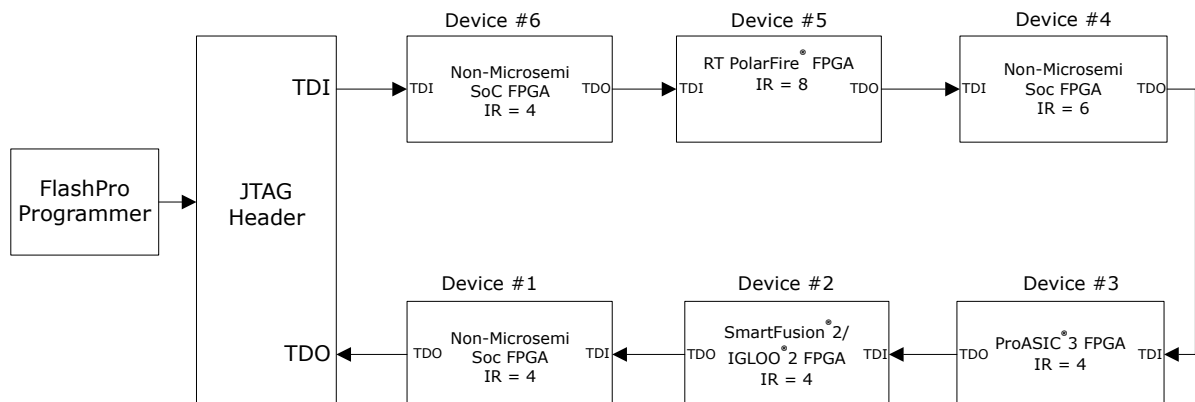 Device #6
Device #5
Device #4
TDI
TDI
Non-Microsemi
SoC FPGA
IR = 4
TDO
TDI
RT PolarFire® FPGA
IR = 8
TDO
TDI
Non-Microsemi
Soc FPGA
IR = 6
TDO
FlashPro
Programmer
JTAG
Header
Device #1
Device #2
Device #3
TDO
TDO
Non-Microsemi
Soc FPGA
IR = 4
TDI
TDO
SmartFusion®2/
IGLOO®2 FPGA
IR = 4
TDI
TDO
ProASIC®3 FPGA
IR = 4
TDI